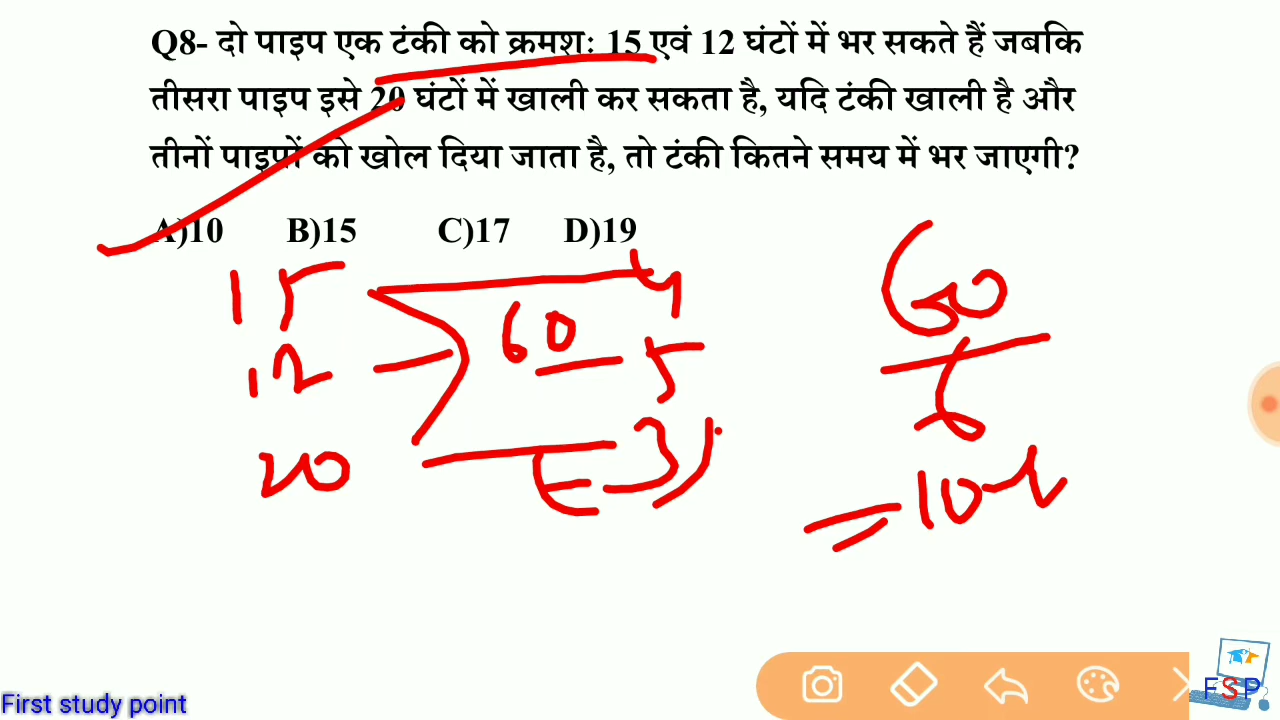 Q8- दो पाइप एक टंकी को क्रमशः 15 एवं 12 घंटों में भर सकते हैं जबकि
तीसरा पाइप इसे 20 घंटों में खाली कर सकता है, यदि टंकी खाली है और
तीनों पाइपों को खोल दिया जाता है, तो टंकी कितने समय में भर जाएगी?
A)10 B)15 C)17 D)19
15 4
60
12 5
20 (-3)
60
6
=10
First study point
FSP